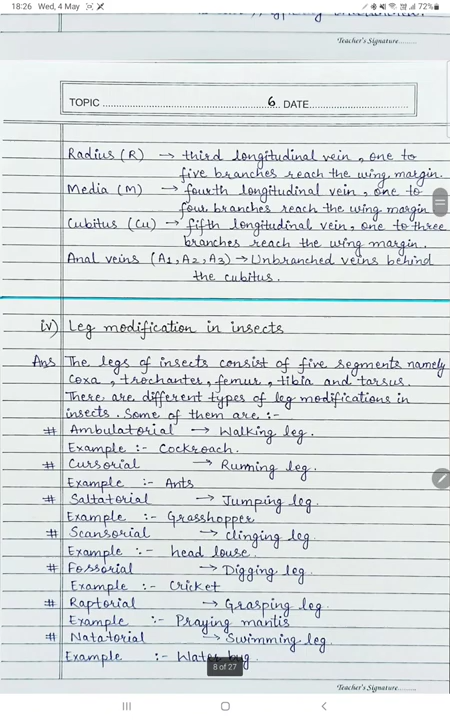 18:26 Wed, 4 May
72%
Teacher's Signature.........
TOPIC ........................ 6. DATE........................
Radius (R) → third longitudinal vein, one to
five branches reach the wing margin.
Media (M) → fourth longitudinal vein, one to
four branches reach the wing margin
Cubitus (Cu) → fifth longitudinal vein, one to three
branches reach the wing margin.
Anal veins (A1, A2, A3) → Unbranched veins behind
the cubitus.
iv) Leg modification in insects
Ans The legs of insects consist of five segments namely
coxa, trochanter, femur, tibia and tarsus.
There are different types of leg modifications in
insects. Some of them are :-
# Ambulatorial → Walking leg.
Example :- Cockroach.
# Cursorial → Running leg.
Example :- Ants
# Saltatorial → Jumping leg.
Example :- Grasshopper
# Scansorial → clinging leg.
Example :- head louse.
# Fossorial → Digging leg.
Example :- Cricket
# Raptorial → Grasping leg.
Example :- Praying mantis
# Natatorial → Swimming leg.
Example :- Water bug.
8 of 27
Teacher's Signature.........